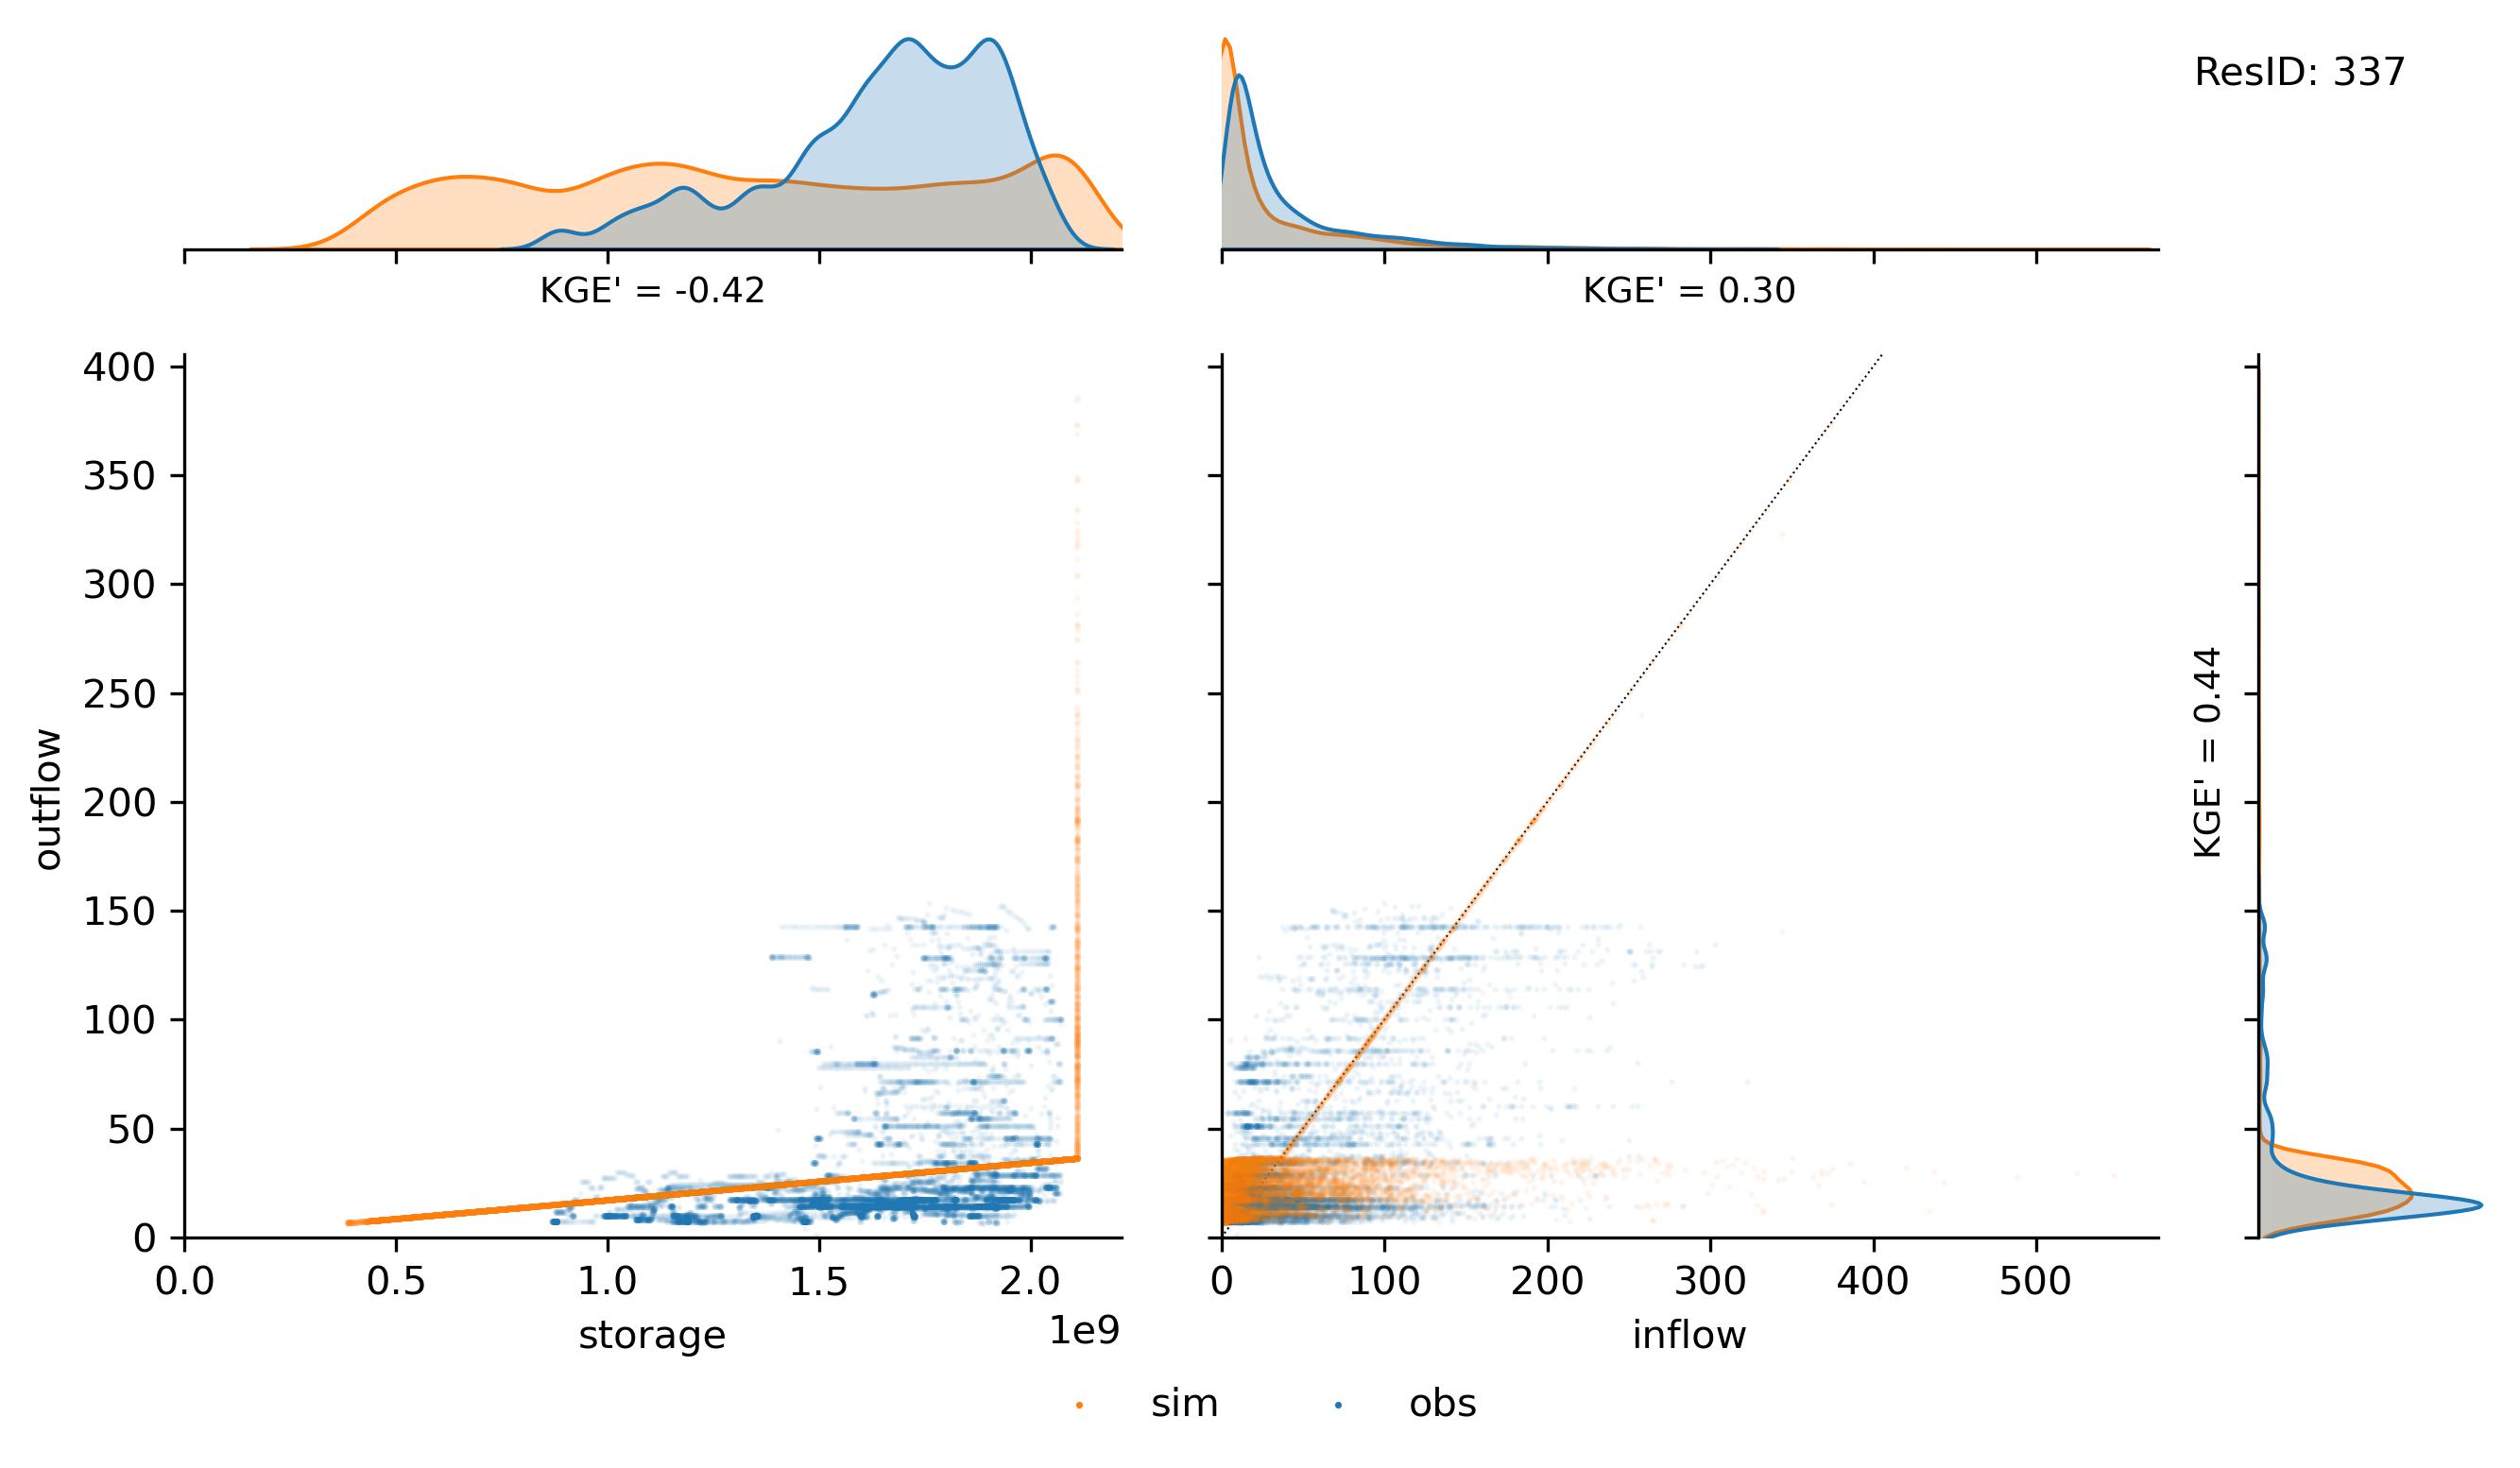 ResID: 337
KGE' = -0.42
KGE' = 0.30
400
350
300
250
200
150
100
50
0
outflow
KGE' = 0.44
0.0 0.5 1.0 1.5 2.0
1e9
storage
0 100 200 300 400 500
inflow
sim obs